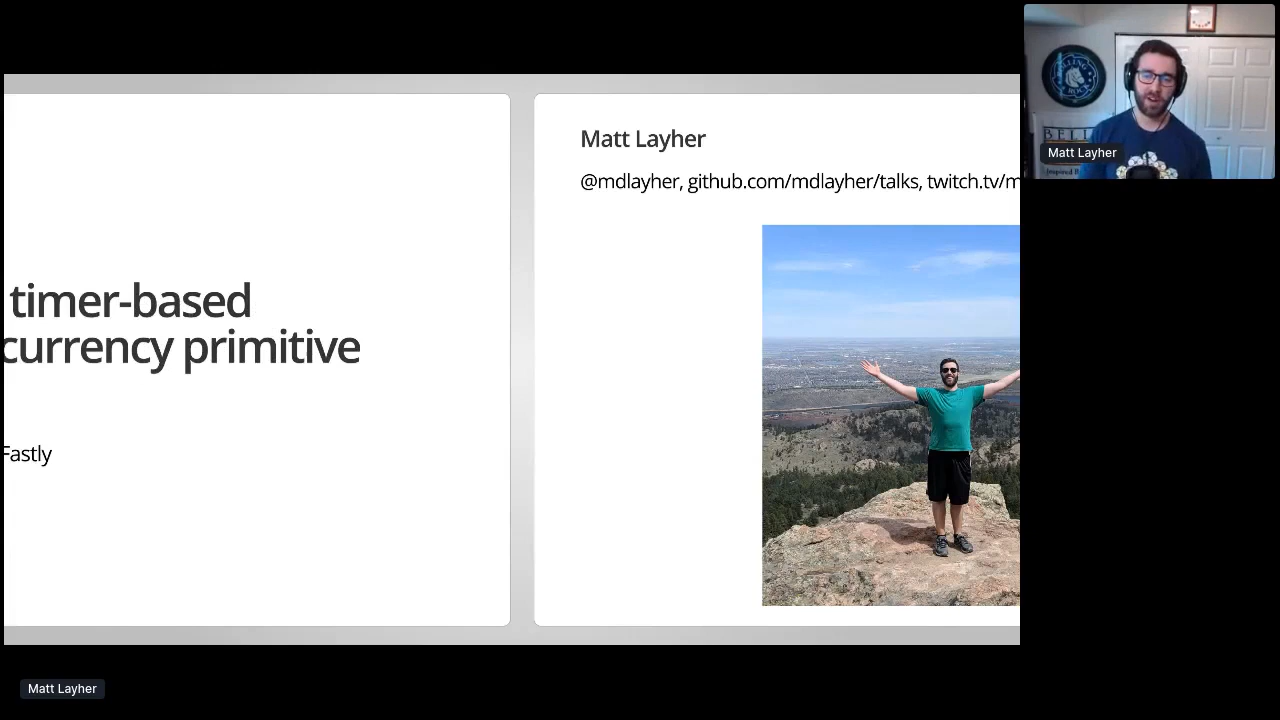 timer-based
currency primitive
Fastly
Matt Layher
@mdlayher, github.com/mdlayher/talks, twitch.tv/m
Matt Layher
Matt Layher